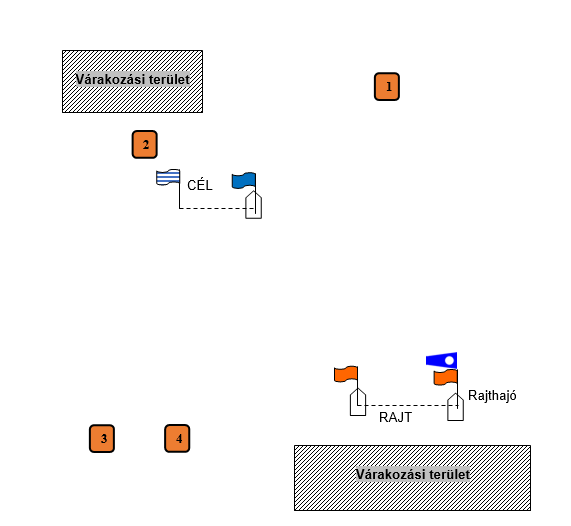 Várakozási terület
1
2
CÉL
Rajthajó
RAJT
3
4
Várakozási terület